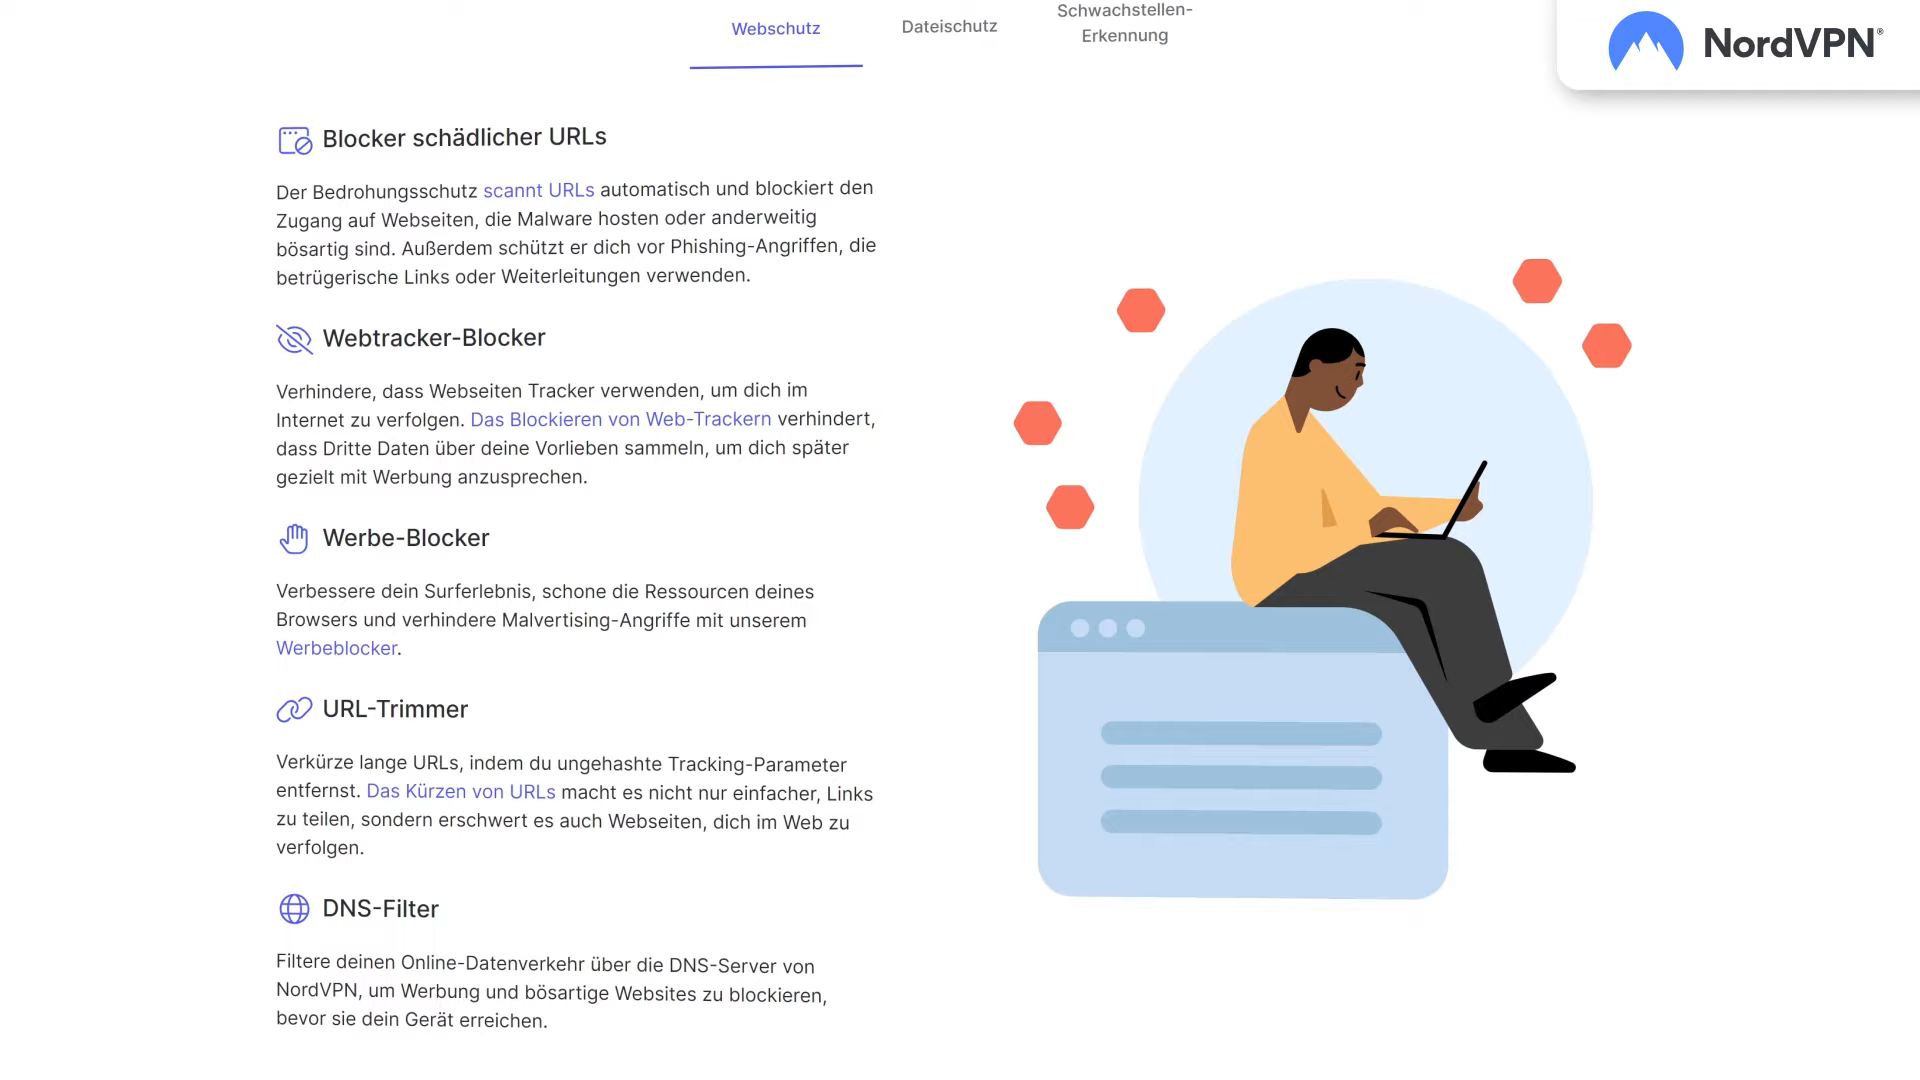 Webschutz
Dateischutz
Schwachstellen-
Erkennung
NordVPN®
Blocker schädlicher URLs
Der Bedrohungsschutz scannt URLs automatisch und blockiert den
Zugang auf Webseiten, die Malware hosten oder anderweitig
bösartig sind. Außerdem schützt er dich vor Phishing-Angriffen, die
betrügerische Links oder Weiterleitungen verwenden.
Webtracker-Blocker
Verhindere, dass Webseiten Tracker verwenden, um dich im
Internet zu verfolgen. Das Blockieren von Web-Trackern verhindert,
dass Dritte Daten über deine Vorlieben sammeln, um dich später
gezielt mit Werbung anzusprechen.
Werbe-Blocker
Verbessere dein Surferlebnis, schone die Ressourcen deines
Browsers und verhindere Malvertising-Angriffe mit unserem
Werbeblocker.
URL-Trimmer
Verkürze lange URLs, indem du ungehashte Tracking-Parameter
entfernst. Das Kürzen von URLs macht es nicht nur einfacher, Links
zu teilen, sondern erschwert es auch Webseiten, dich im Web zu
verfolgen.
DNS-Filter
Filtere deinen Online-Datenverkehr über die DNS-Server von
NordVPN, um Werbung und bösartige Websites zu blockieren,
bevor sie dein Gerät erreichen.